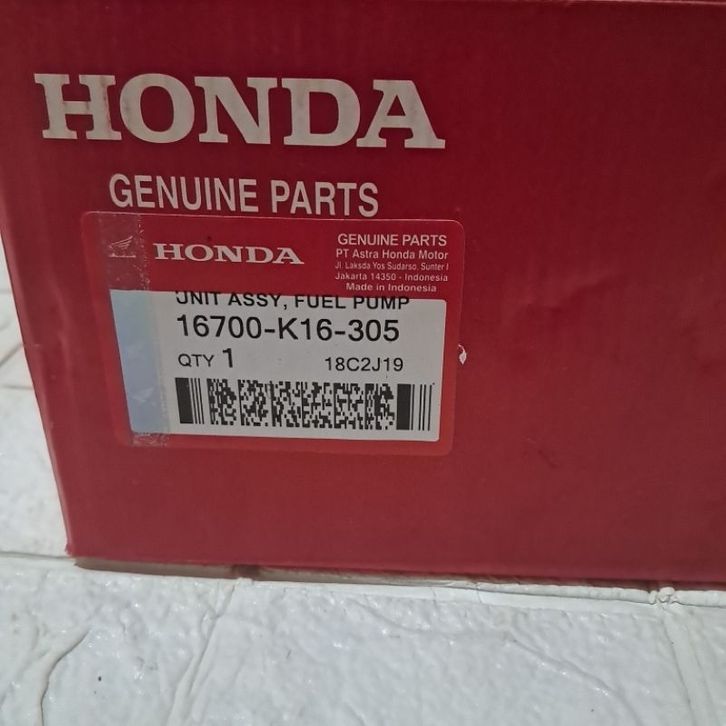 HONDA
GENUINE PARTS
HONDA
GENUINE PARTS
PT Astra Honda Motor
Jl. Laksda Yos Sudarso, Sunter I
Jakarta 14350 - Indonesia
Made in Indonesia
UNIT ASSY, FUEL PUMP
16700-K16-305
QTY 1 18C2J19